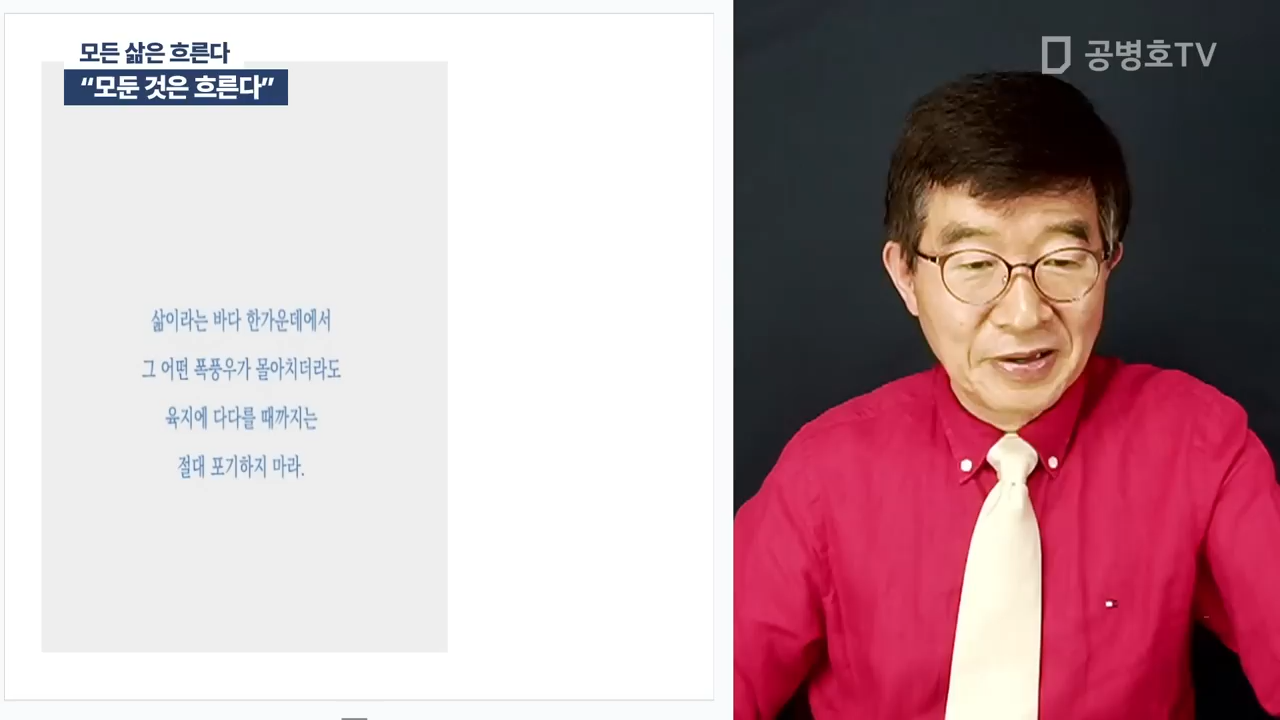 모든 삶은 흐른다
“모둔 것은 흐른다”
공병호TV
삶이라는 바다 한가운데에서
그 어떤 폭풍우가 몰아치더라도
육지에 다다를 때까지는
절대 포기하지 마라.